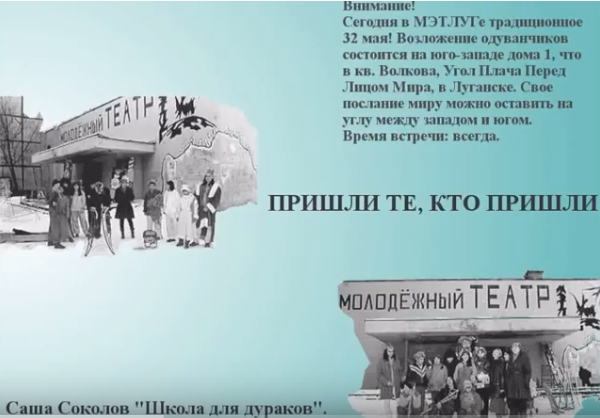 Внимание!
Сегодня в МЭТЛУГе традиционное
32 мая! Возложение одуванчиков
состоится на юго-западе дома 1, что
в кв. Волкова, Угол Плача Перед
Лицом Мира, в Луганске. Свое
послание миру можно оставить на
углу между западом и югом.
Время встречи: всегда.
МОЛОДЁЖНЫЙ ТЕАТР
ПРИШЛИ ТЕ, КТО ПРИШЛИ
МОЛОДЁЖНЫЙ ТЕАТР
Саша Соколов "Школа для дураков".